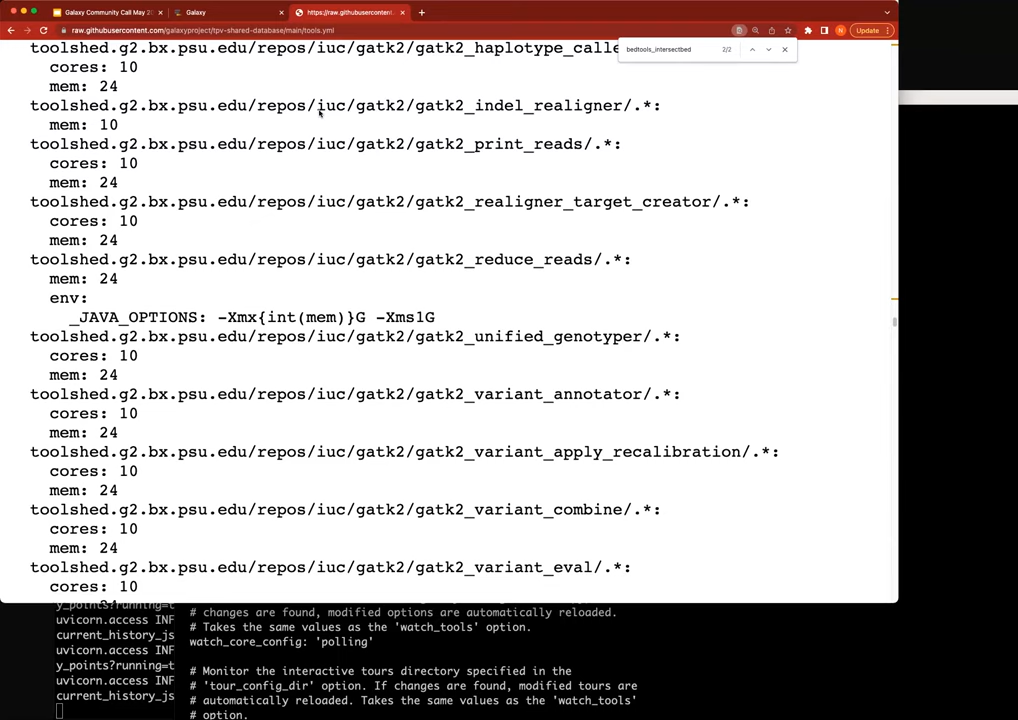 Galaxy Community Call May 2
Galaxy
https://raw.githubusercontent.
raw.githubusercontent.com/galaxyproject/tpv-shared-database/main/tools.yml
Update
bedtools_intersectbed 2/2
toolshed.g2.bx.psu.edu/repos/iuc/gatk2/gatk2_haplotype_calle
cores: 10
mem: 24
toolshed.g2.bx.psu.edu/repos/iuc/gatk2/gatk2_indel_realigner/.*:
mem: 10
toolshed.g2.bx.psu.edu/repos/iuc/gatk2/gatk2_print_reads/.*:
cores: 10
mem: 24
toolshed.g2.bx.psu.edu/repos/iuc/gatk2/gatk2_realigner_target_creator/.*:
cores: 10
mem: 24
toolshed.g2.bx.psu.edu/repos/iuc/gatk2/gatk2_reduce_reads/.*:
mem: 24
env:
_JAVA_OPTIONS: -Xmx{int(mem)}G -Xms1G
toolshed.g2.bx.psu.edu/repos/iuc/gatk2/gatk2_unified_genotyper/.*:
cores: 10
mem: 24
toolshed.g2.bx.psu.edu/repos/iuc/gatk2/gatk2_variant_annotator/.*:
cores: 10
mem: 24
toolshed.g2.bx.psu.edu/repos/iuc/gatk2/gatk2_variant_apply_recalibration/.*:
cores: 10
mem: 24
toolshed.g2.bx.psu.edu/repos/iuc/gatk2/gatk2_variant_combine/.*:
cores: 10
mem: 24
toolshed.g2.bx.psu.edu/repos/iuc/gatk2/gatk2_variant_eval/.*:
cores: 10
y_points?running=t
uvicorn.access INF
current_history_js
uvicorn.access INF
y_points?running=t
uvicorn.access INF
current_history_js
# changes are found, modified options are automatically reloaded.
# Takes the same values as the 'watch_tools' option.
watch_core_config: 'polling'
# Monitor the interactive tours directory specified in the
# 'tour_config_dir' option. If changes are found, modified tours are
# automatically reloaded. Takes the same values as the 'watch_tools'
# option.